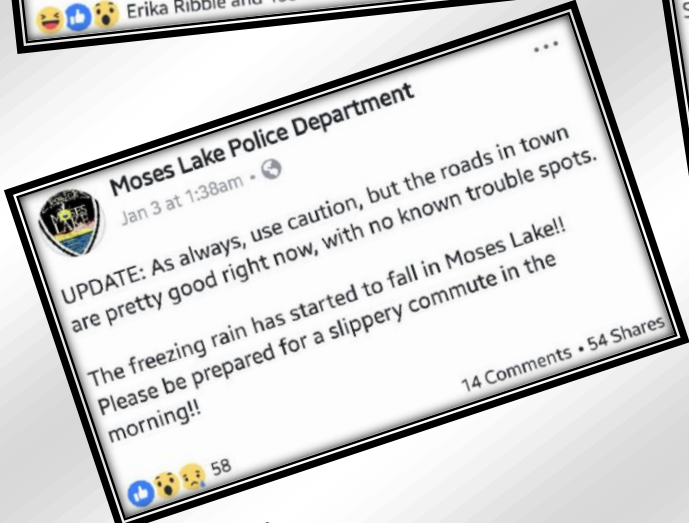 Erika Ribble and
Moses Lake Police Department
Jan 3 at 1:38am •
MOSES
LAKE
UPDATE: As always, use caution, but the roads in town
are pretty good right now, with no known trouble spots.
The freezing rain has started to fall in Moses Lake!!
Please be prepared for a slippery commute in the
morning!!
14 Comments • 54 Shares
58